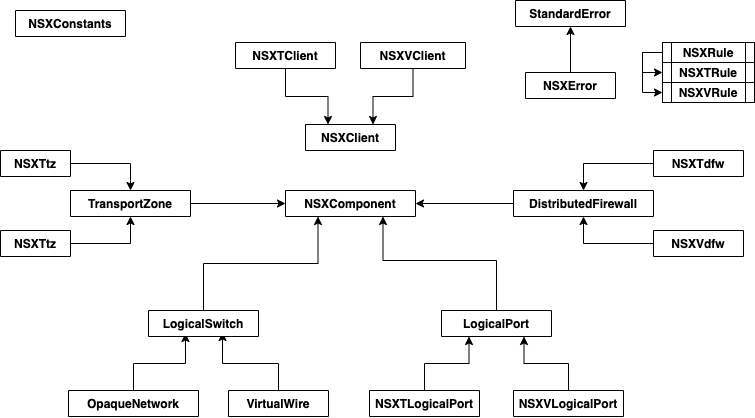 NSXConstants
StandardError
NSXTClient
NSXVClient
NSXError
NSXRule
NSXTRule
NSXVRule
NSXClient
NSXTtz
NSXTdfw
TransportZone
NSXComponent
DistributedFirewall
NSXTtz
NSXVdfw
LogicalSwitch
LogicalPort
OpaqueNetwork
VirtualWire
NSXTLogicalPort
NSXVLogicalPort